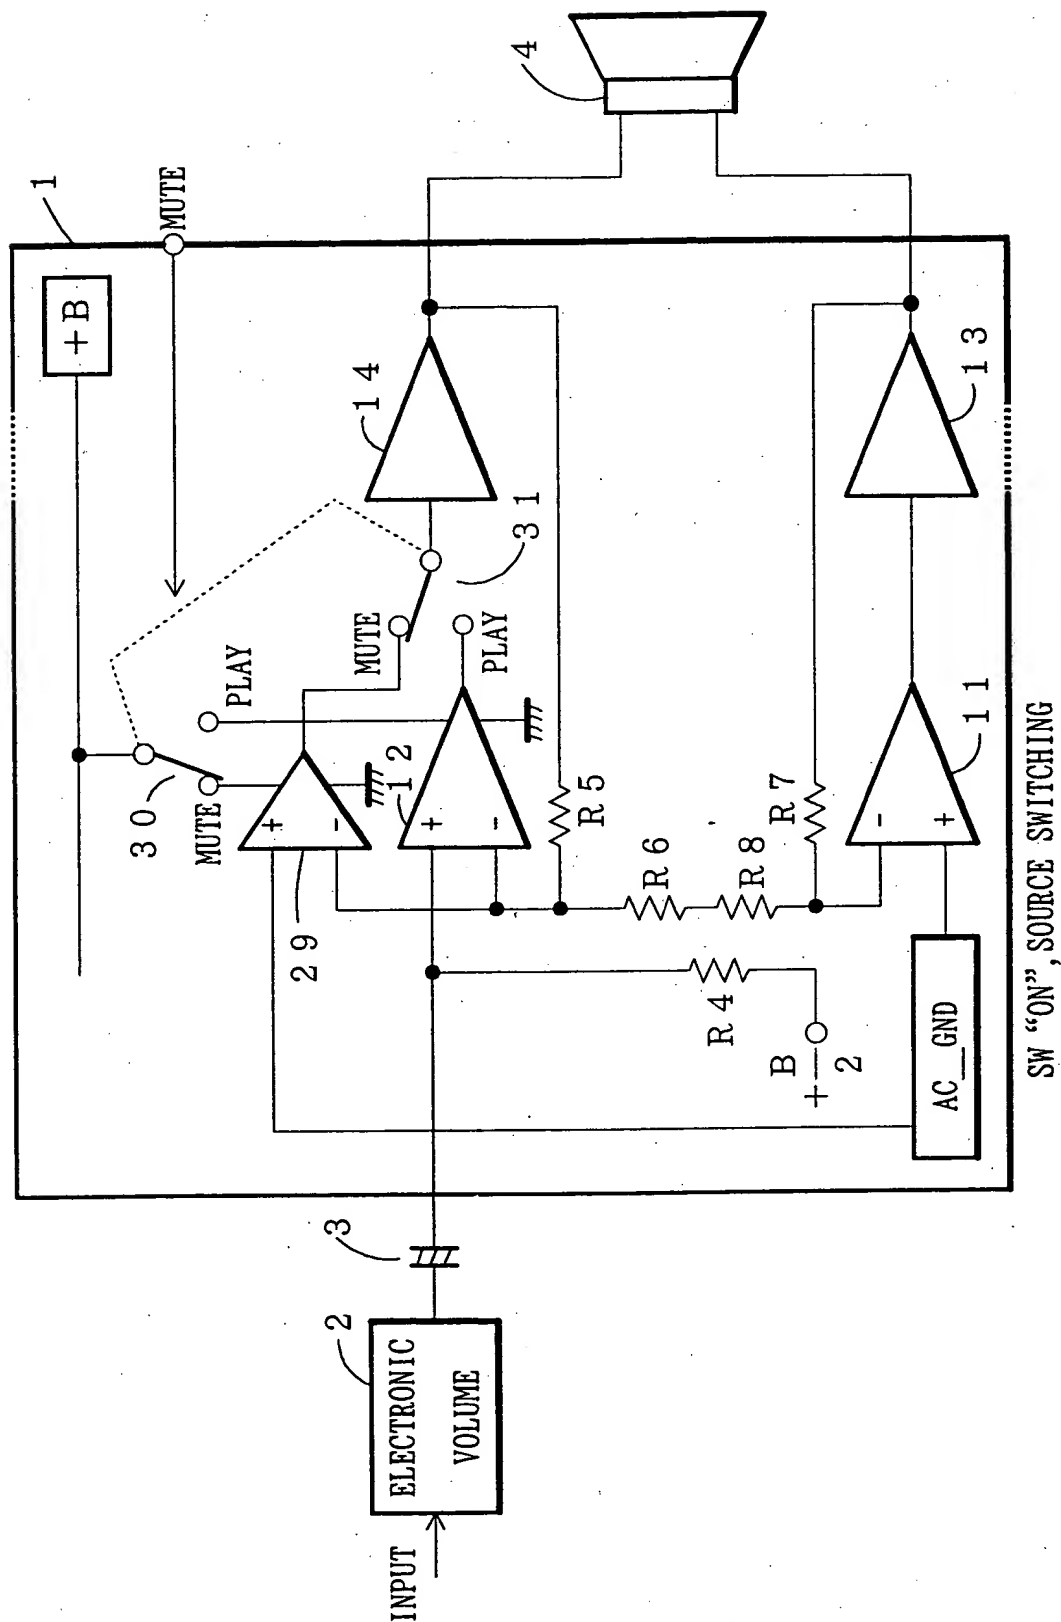 1
+B
MUTE
4
14
31
13
30
PLAY
MUTE
MUTE
PLAY
+
-
29
12
+
-
R5
R6
R8
R7
R4
-
+
11
+B
2
AC_GND
3
2
ELECTRONIC
VOLUME
INPUT
SW “ON”, SOURCE SWITCHING